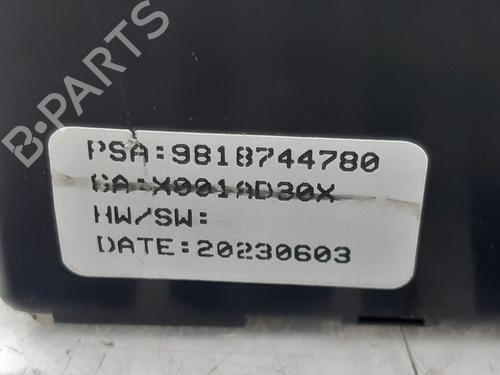 B-PARTS
PSA:9818744780
GA:X001AD30X
HW/SW:
DATE:20230603